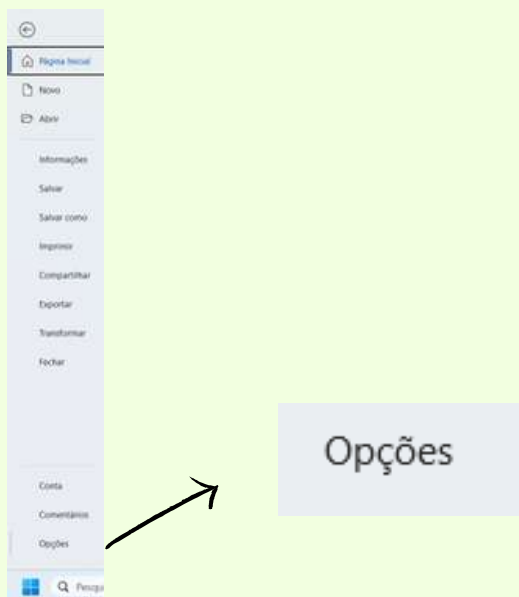 Página Inicial
Novo
Abrir
Informações
Salvar
Salvar como
Imprimir
Compartilhar
Exportar
Transformar
Fechar
Conta
Comentários
Opções
Opções